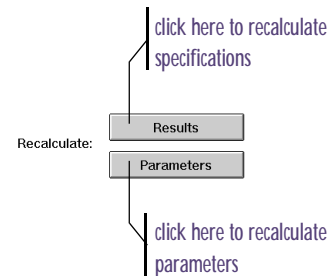 click here to recalculate
specifications
Results
Recalculate:
Parameters
click here to recalculate
parameters